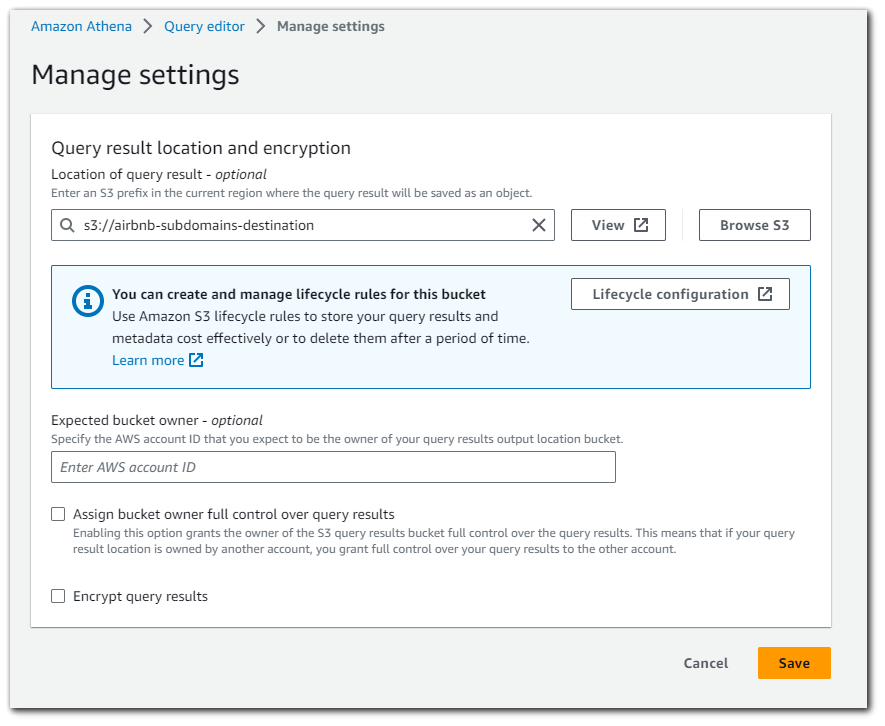 Amazon Athena > Query editor > Manage settings
Manage settings
Query result location and encryption
Location of query result - optional
Enter an S3 prefix in the current region where the query result will be saved as an object.
s3://airbnb-subdomains-destination
View
Browse S3
You can create and manage lifecycle rules for this bucket
Lifecycle configuration
Use Amazon S3 lifecycle rules to store your query results and
metadata cost effectively or to delete them after a period of time.
Learn more
Expected bucket owner - optional
Specify the AWS account ID that you expect to be the owner of your query results output location bucket.
Enter AWS account ID
Assign bucket owner full control over query results
Enabling this option grants the owner of the S3 query results bucket full control over the query results. This means that if your query
result location is owned by another account, you grant full control over your query results to the other account.
Encrypt query results
Cancel
Save